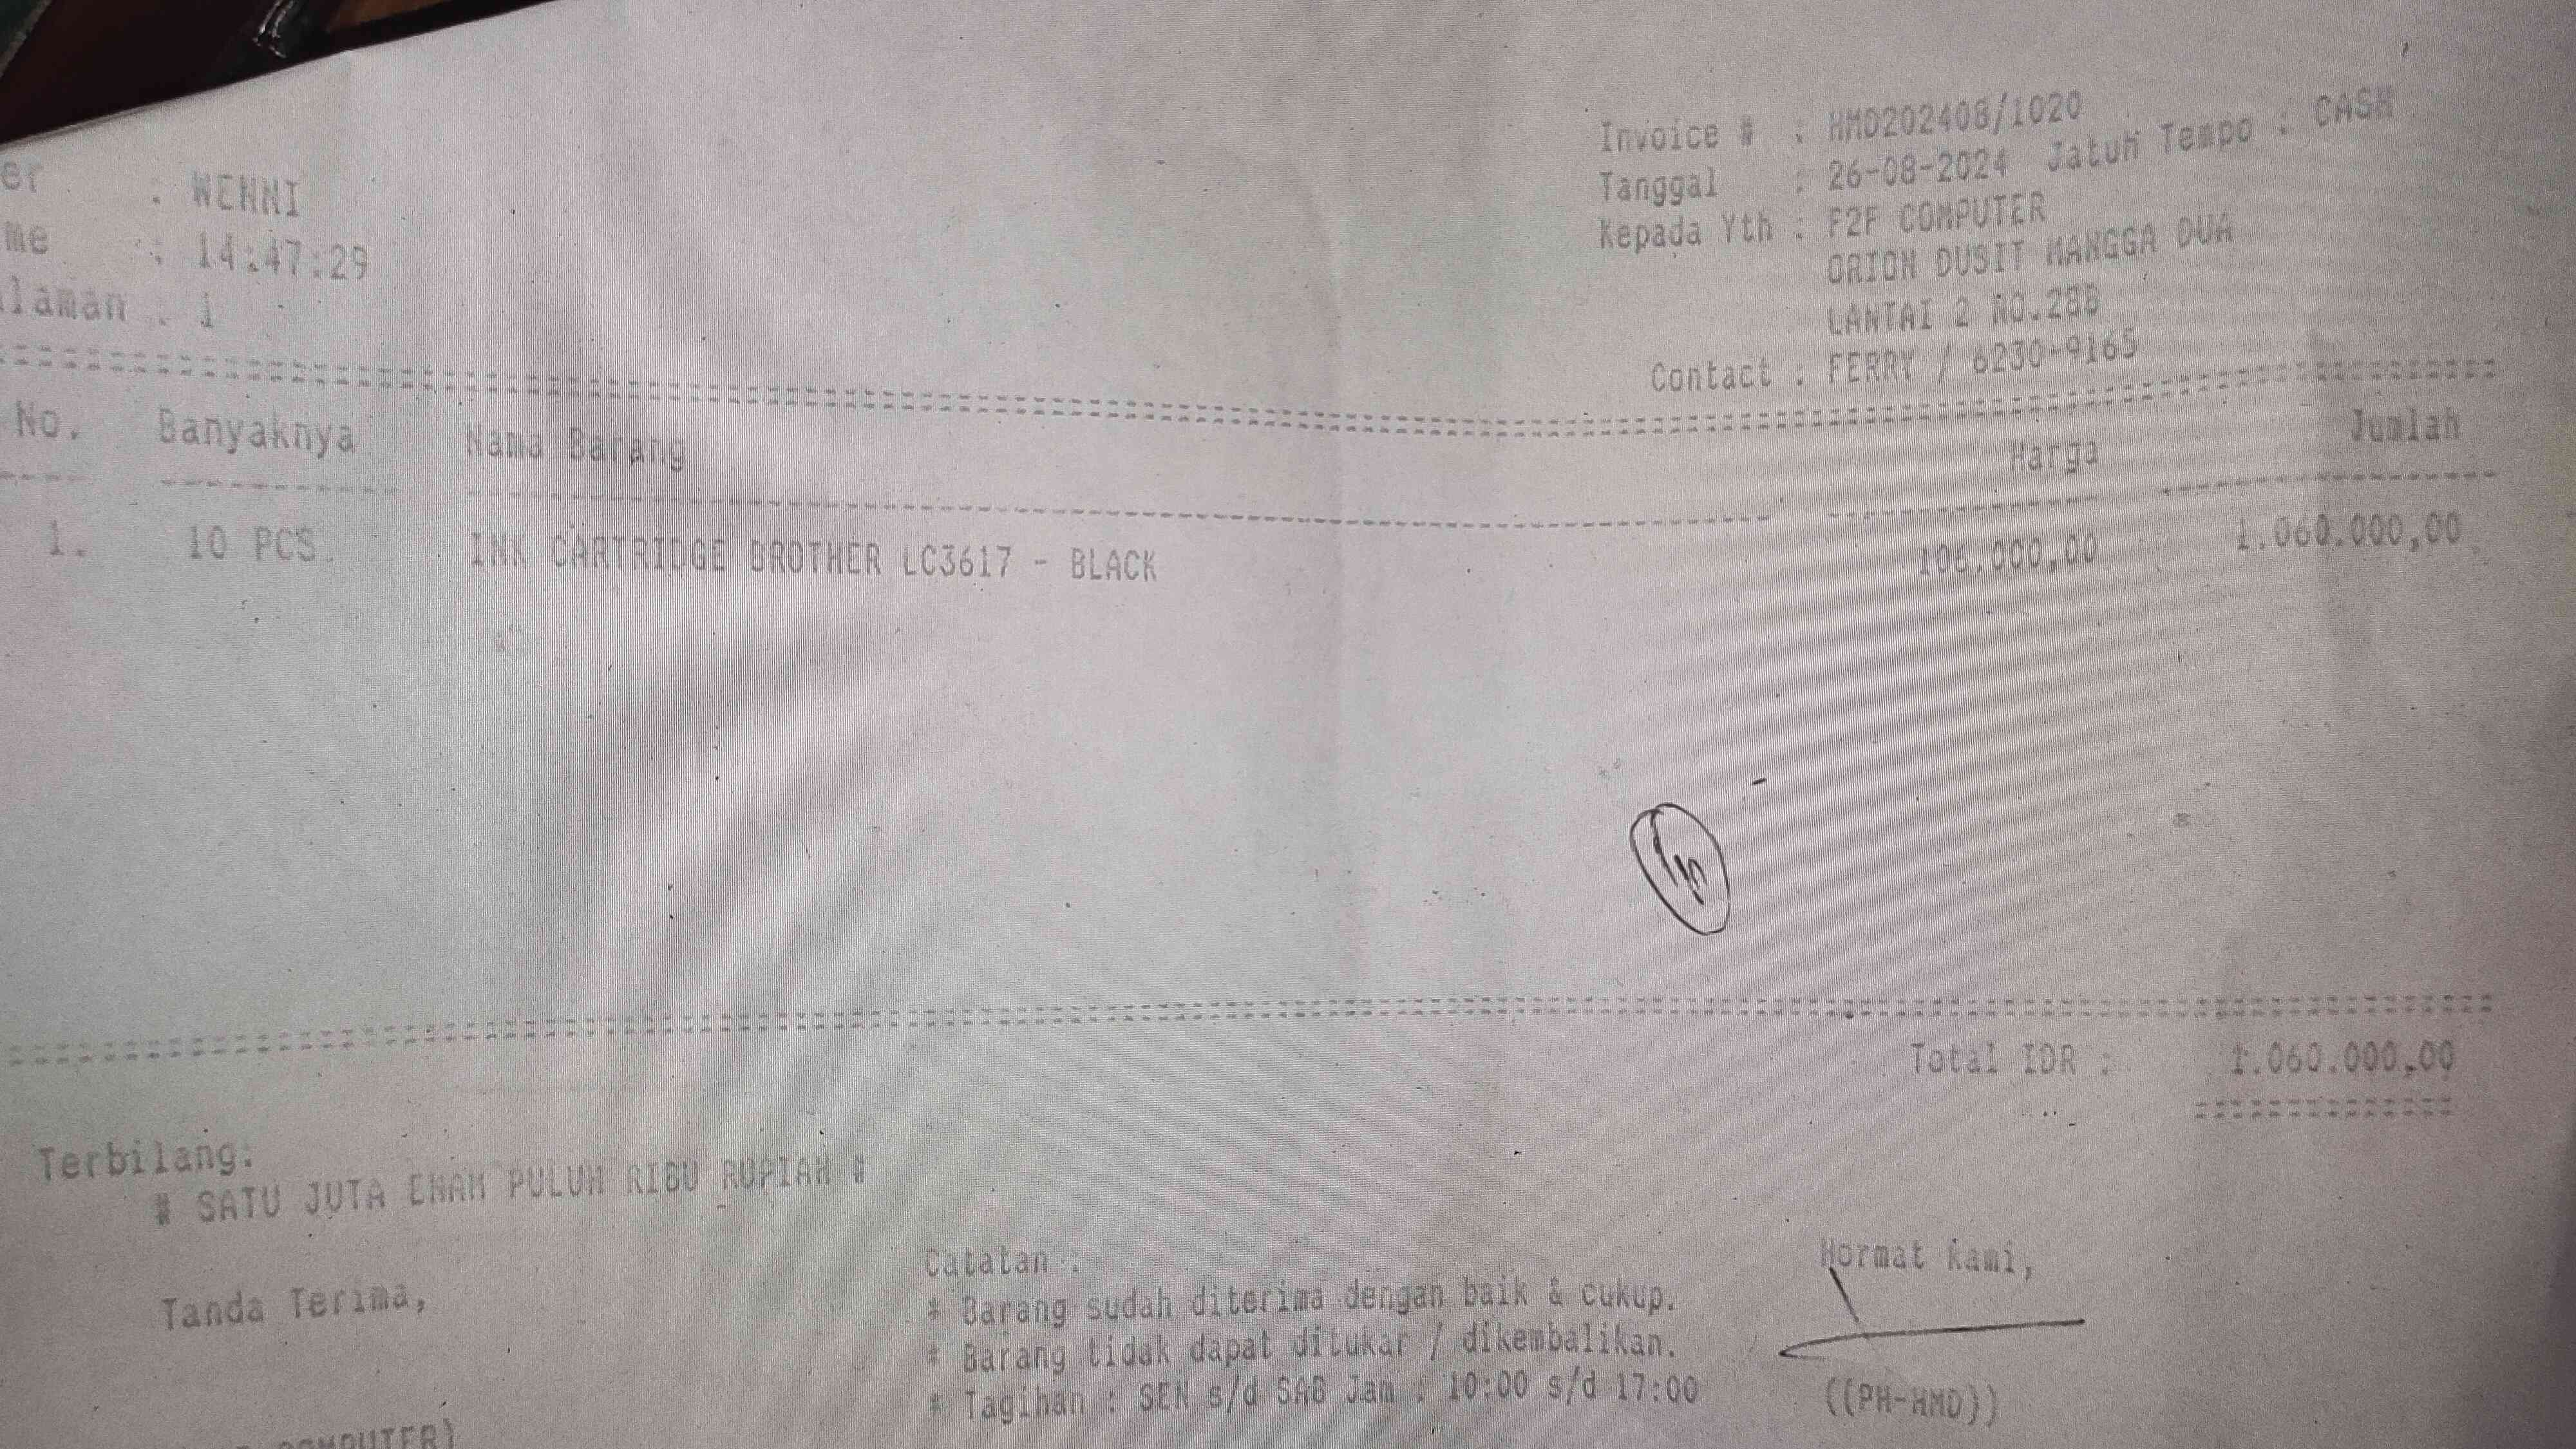 er : WENNI
me : 14:47:29
laman : 1
Invoice # : HMD202408/1020
Tanggal : 26-08-2024 Jatuh Tempo : CASH
Kepada Yth : F2F COMPUTER
ORION DUSIT MANGGA DUA
LANTAI 2 NO.288
Contact : FERRY / 6230-9165
No. Banyaknya Nama Barang Harga Jumlah
1. 10 PCS INK CARTRIDGE BROTHER LC3617 - BLACK 106.000,00 1.060.000,00
Total IDR : 1.060.000,00
Terbilang:
# SATU JUTA ENAM PULUH RIBU RUPIAH #
Tanda Terima,
Catatan :
* Barang sudah diterima dengan baik & cukup.
* Barang tidak dapat ditukar / dikembalikan.
* Tagihan : SEN s/d SAB Jam : 10:00 s/d 17:00
Hormat kami,
((PH-HMD))
COMPUTER)